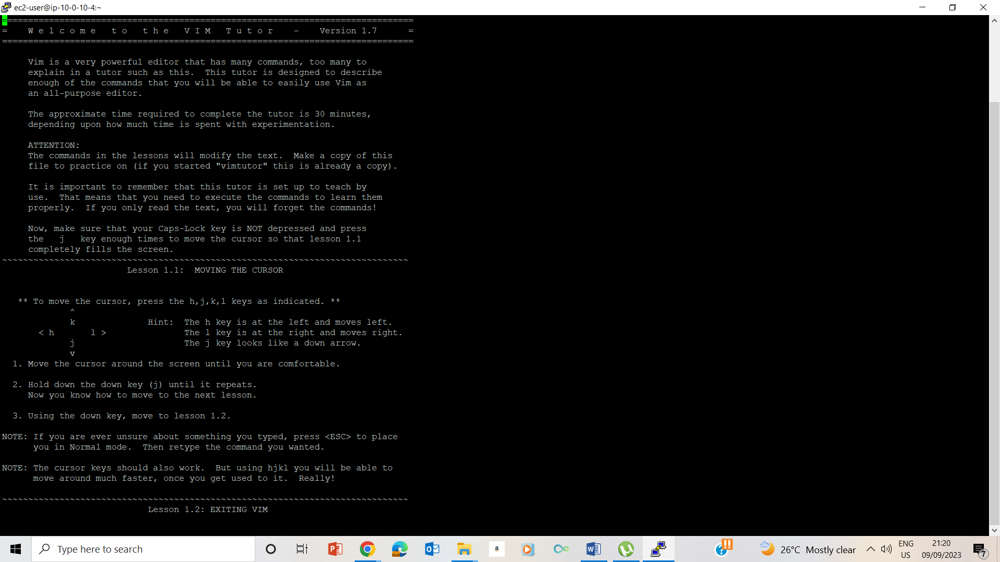 ec2-user@ip-10-0-10-4:~
===============================================================================
=    W e l c o m e   t o   t h e   V I M   T u t o r    -    Version 1.7      =
===============================================================================
     Vim is a very powerful editor that has many commands, too many to
     explain in a tutor such as this.  This tutor is designed to describe
     enough of the commands that you will be able to easily use Vim as
     an all-purpose editor.
     The approximate time required to complete the tutor is 30 minutes,
     depending upon how much time is spent with experimentation.
     ATTENTION:
     The commands in the lessons will modify the text.  Make a copy of this
     file to practice on (if you started "vimtutor" this is already a copy).
     It is important to remember that this tutor is set up to teach by
     use.  That means that you need to execute the commands to learn them
     properly.  If you only read the text, you will forget the commands!
     Now, make sure that your Caps-Lock key is NOT depressed and press
     the   j   key enough times to move the cursor so that lesson 1.1
     completely fills the screen.
~~~~~~~~~~~~~~~~~~~~~~~~~~~~~~~~~~~~~~~~~~~~~~~~~~~~~~~~~~~~~~~~~~~~~~~~~~~~~~
                        Lesson 1.1:  MOVING THE CURSOR
   ** To move the cursor, press the h,j,k,l keys as indicated. **
             ^
             k              Hint:  The h key is at the left and moves left.
       < h       l >               The l key is at the right and moves right.
             j                     The j key looks like a down arrow.
             v
  1. Move the cursor around the screen until you are comfortable.
  2. Hold down the down key (j) until it repeats.
     Now you know how to move to the next lesson.
  3. Using the down key, move to lesson 1.2.
NOTE: If you are ever unsure about something you typed, press <ESC> to place
      you in Normal mode.  Then retype the command you wanted.
NOTE: The cursor keys should also work.  But using hjkl you will be able to
      move around much faster, once you get used to it.  Really!
~~~~~~~~~~~~~~~~~~~~~~~~~~~~~~~~~~~~~~~~~~~~~~~~~~~~~~~~~~~~~~~~~~~~~~~~~~~~~~
                            Lesson 1.2: EXITING VIM
Type here to search
26°C Mostly clear
ENG
US
21:20
09/09/2023
7